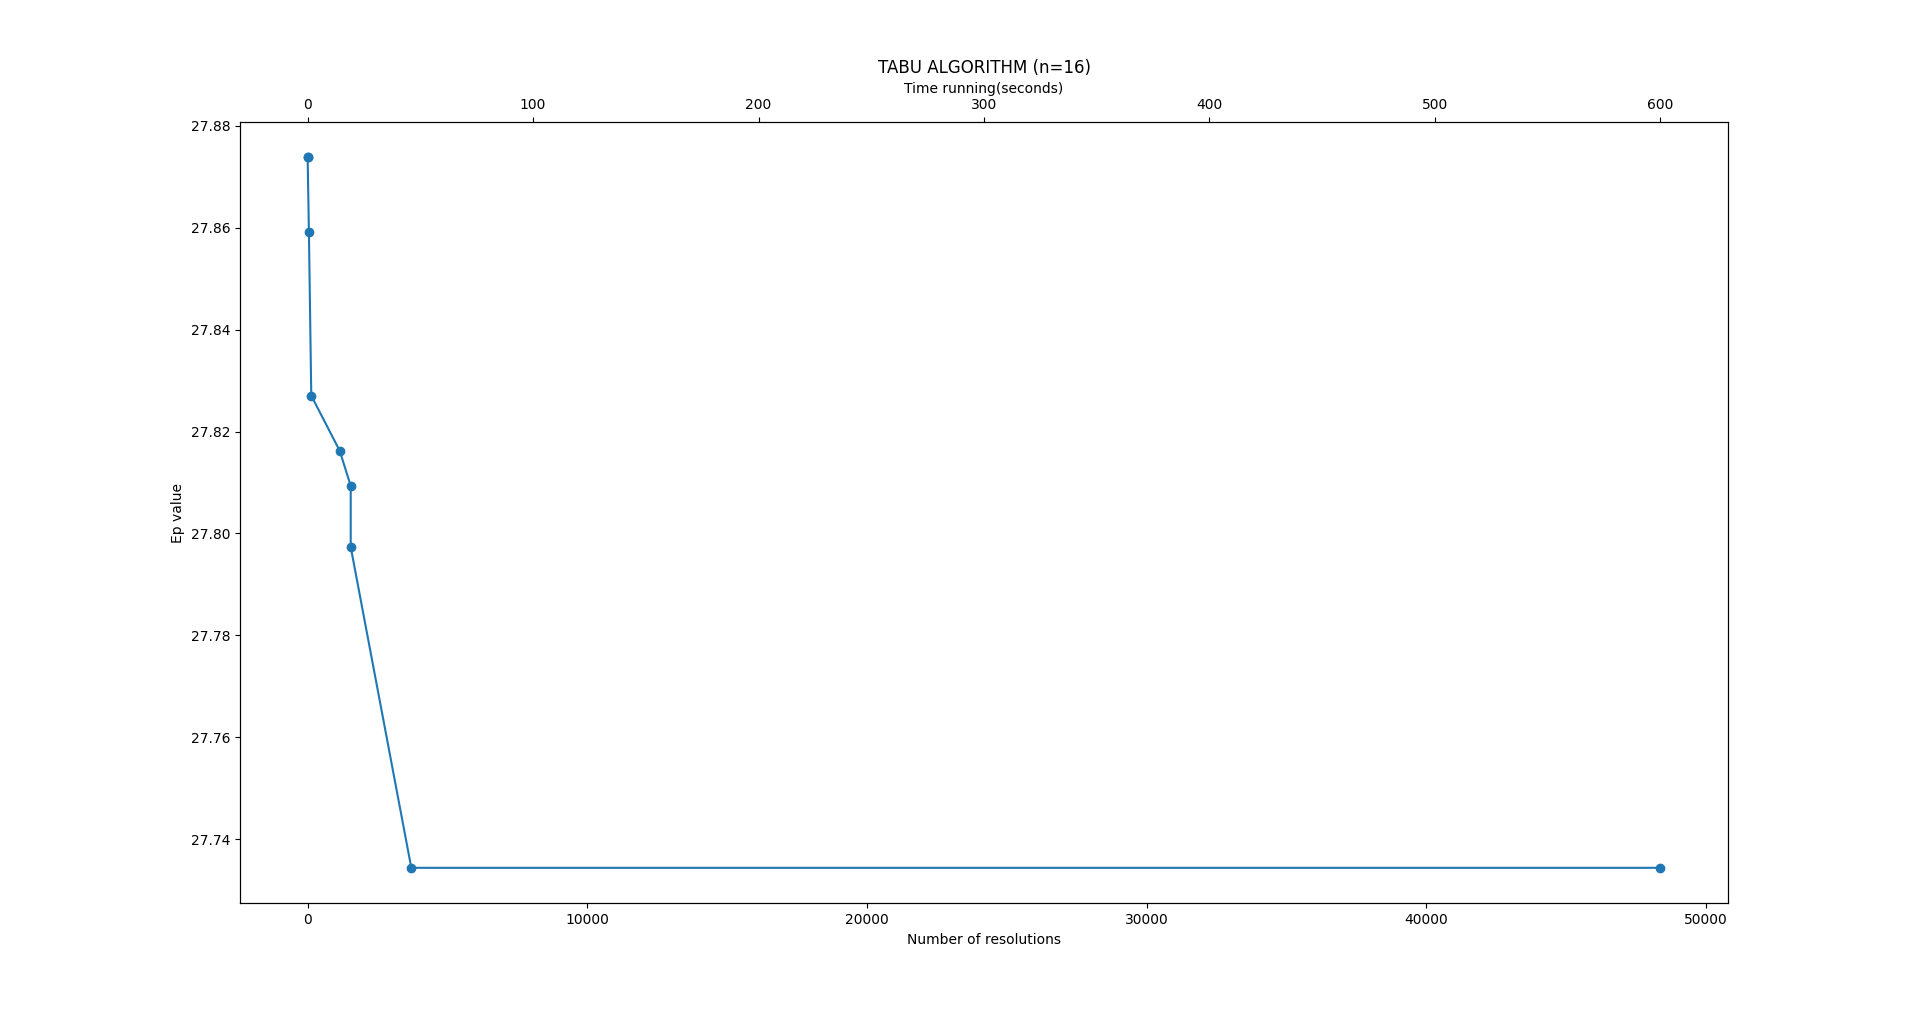 TABU ALGORITHM (n=16)
Time running(seconds)
0 100 200 300 400 500 600
27.88
27.86
27.84
27.82
27.80
27.78
27.76
27.74
Ep value
0 10000 20000 30000 40000 50000
Number of resolutions